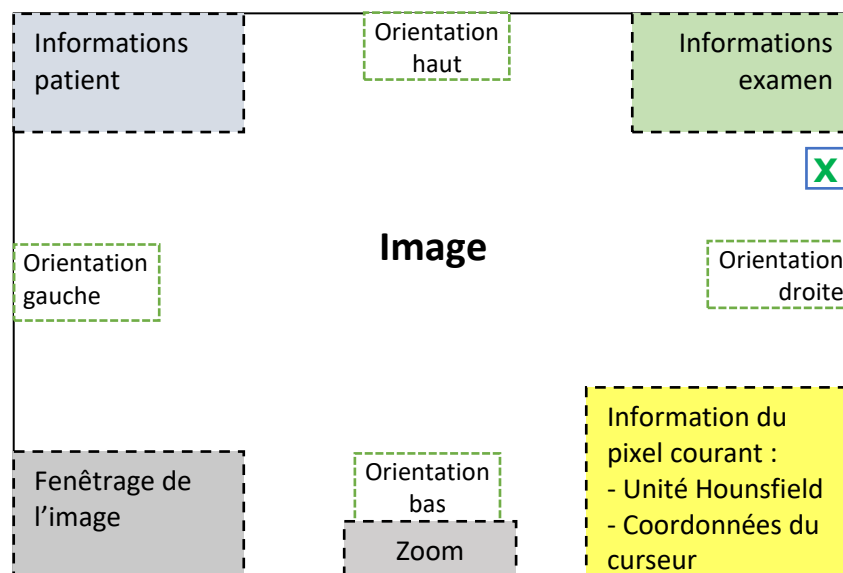 Informations
patient
Orientation
haut
Informations
examen
X
Orientation
gauche
Image
Orientation
droite
Fenêtrage de
l'image
Orientation
bas
Zoom
Information du
pixel courant :
- Unité Hounsfield
- Coordonnées du
curseur